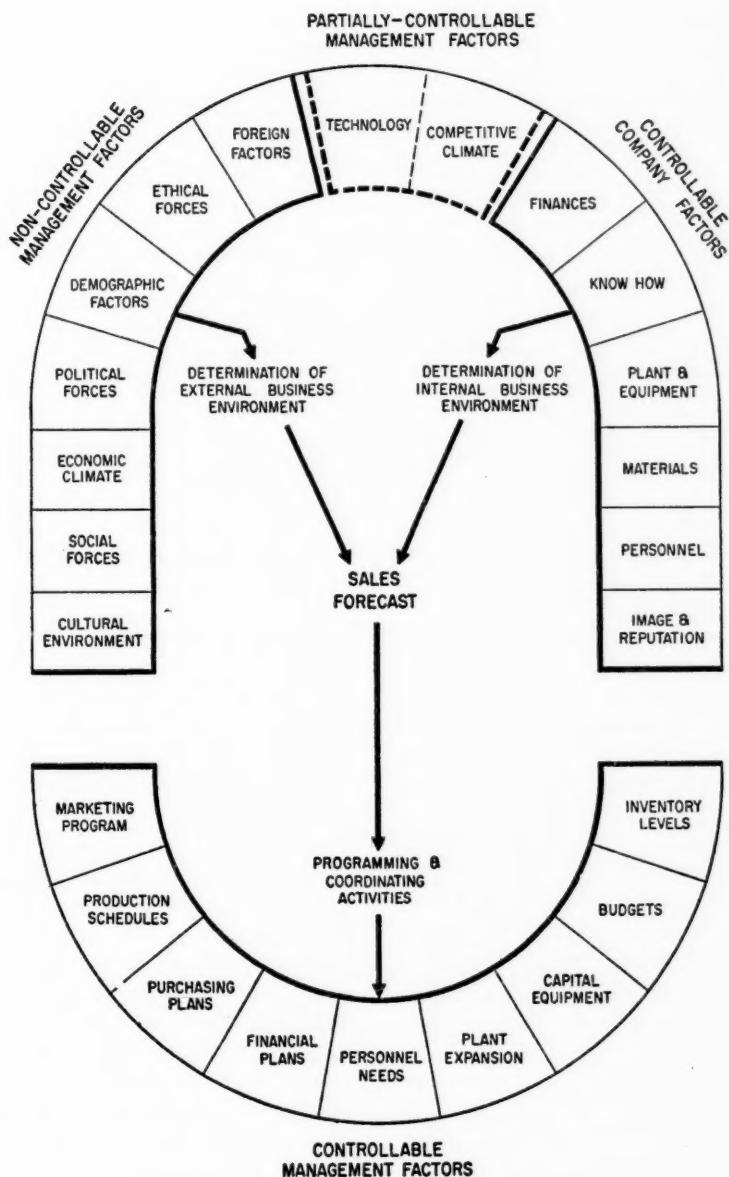 PARTIALLY-CONTROLLABLE
MANAGEMENT FACTORS
NON-CONTROLLABLE
MANAGEMENT FACTORS
CONTROLLABLE
COMPANY FACTORS
FOREIGN
FACTORS
TECHNOLOGY
COMPETITIVE
CLIMATE
ETHICAL
FORCES
FINANCES
DEMOGRAPHIC
FACTORS
KNOW HOW
POLITICAL
FORCES
DETERMINATION OF
EXTERNAL BUSINESS
ENVIRONMENT
DETERMINATION OF
INTERNAL BUSINESS
ENVIRONMENT
PLANT &
EQUIPMENT
ECONOMIC
CLIMATE
MATERIALS
SOCIAL
FORCES
PERSONNEL
SALES
FORECAST
CULTURAL
ENVIRONMENT
IMAGE &
REPUTATION
MARKETING
PROGRAM
INVENTORY
LEVELS
PROGRAMMING &
COORDINATING
ACTIVITIES
PRODUCTION
SCHEDULES
BUDGETS
PURCHASING
PLANS
CAPITAL
EQUIPMENT
FINANCIAL
PLANS
PERSONNEL
NEEDS
PLANT
EXPANSION
CONTROLLABLE
MANAGEMENT FACTORS